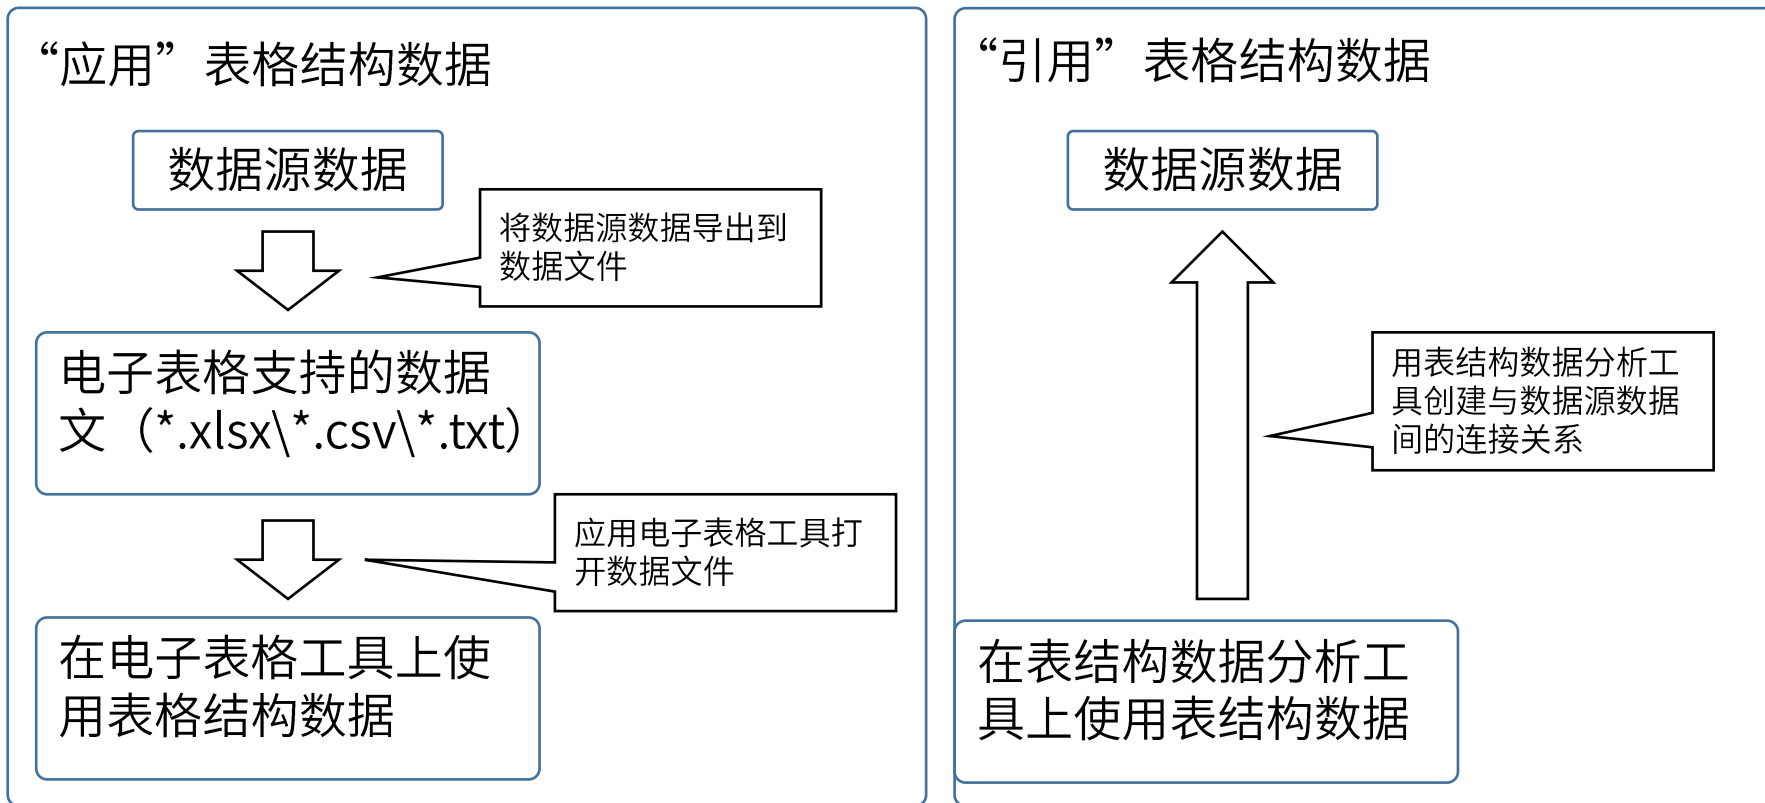 “应用”表格结构数据
数据源数据
将数据源数据导出到
数据文件
电子表格支持的数据
文（*.xlsx\*.csv\*.txt）
应用电子表格工具打
开数据文件
在电子表格工具上使
用表格结构数据
“引用”表格结构数据
数据源数据
用表结构数据分析工
具创建与数据源数据
间的连接关系
在表结构数据分析工
具上使用表结构数据